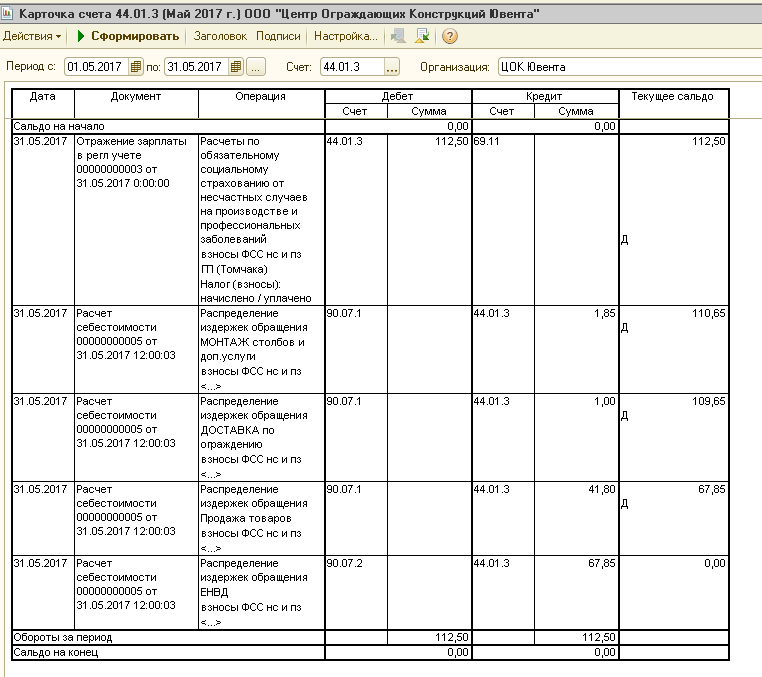 Карточка счета 44.01.3 (Май 2017 г.) ООО "Центр Ограждающих Конструкций Ювента"
Действия Сформировать Заголовок Подписи Настройка... ?
Период с: 01.05.2017 по: 31.05.2017 ... Счет: 44.01.3 ... Организация: ЦОК Ювента
Дата Документ Операция Дебет Кредит Текущее сальдо
Счет Сумма Счет Сумма
Сальдо на начало 0,00 0,00
31.05.2017 Отражение зарплаты Расчеты по 44.01.3 112,50 69.11 112,50
в регл учете обязательному
00000000003 от социальному
31.05.2017 0:00:00 страхованию от
несчастных случаев
на производстве и
профессиональных
заболеваний Д
взносы ФСС нс и пз
ГП (Томчака)
Налог (взносы):
начислено / уплачено
31.05.2017 Расчет Распределение 90.07.1 44.01.3 1,85 110,65
себестоимости издержек обращения Д
00000000005 от МОНТАЖ столбов и
31.05.2017 12:00:03 доп.услуги
взносы ФСС нс и пз
<...>
31.05.2017 Расчет Распределение 90.07.1 44.01.3 1,00 109,65
себестоимости издержек обращения Д
00000000005 от ДОСТАВКА по
31.05.2017 12:00:03 ограждению
взносы ФСС нс и пз
<...>
31.05.2017 Расчет Распределение 90.07.1 44.01.3 41,80 67,85
себестоимости издержек обращения Д
00000000005 от Продажа товаров
31.05.2017 12:00:03 взносы ФСС нс и пз
<...>
31.05.2017 Расчет Распределение 90.07.2 44.01.3 67,85 0,00
себестоимости издержек обращения
00000000005 от ЕНВД
31.05.2017 12:00:03 взносы ФСС нс и пз
<...>
Обороты за период 112,50 112,50
Сальдо на конец 0,00 0,00